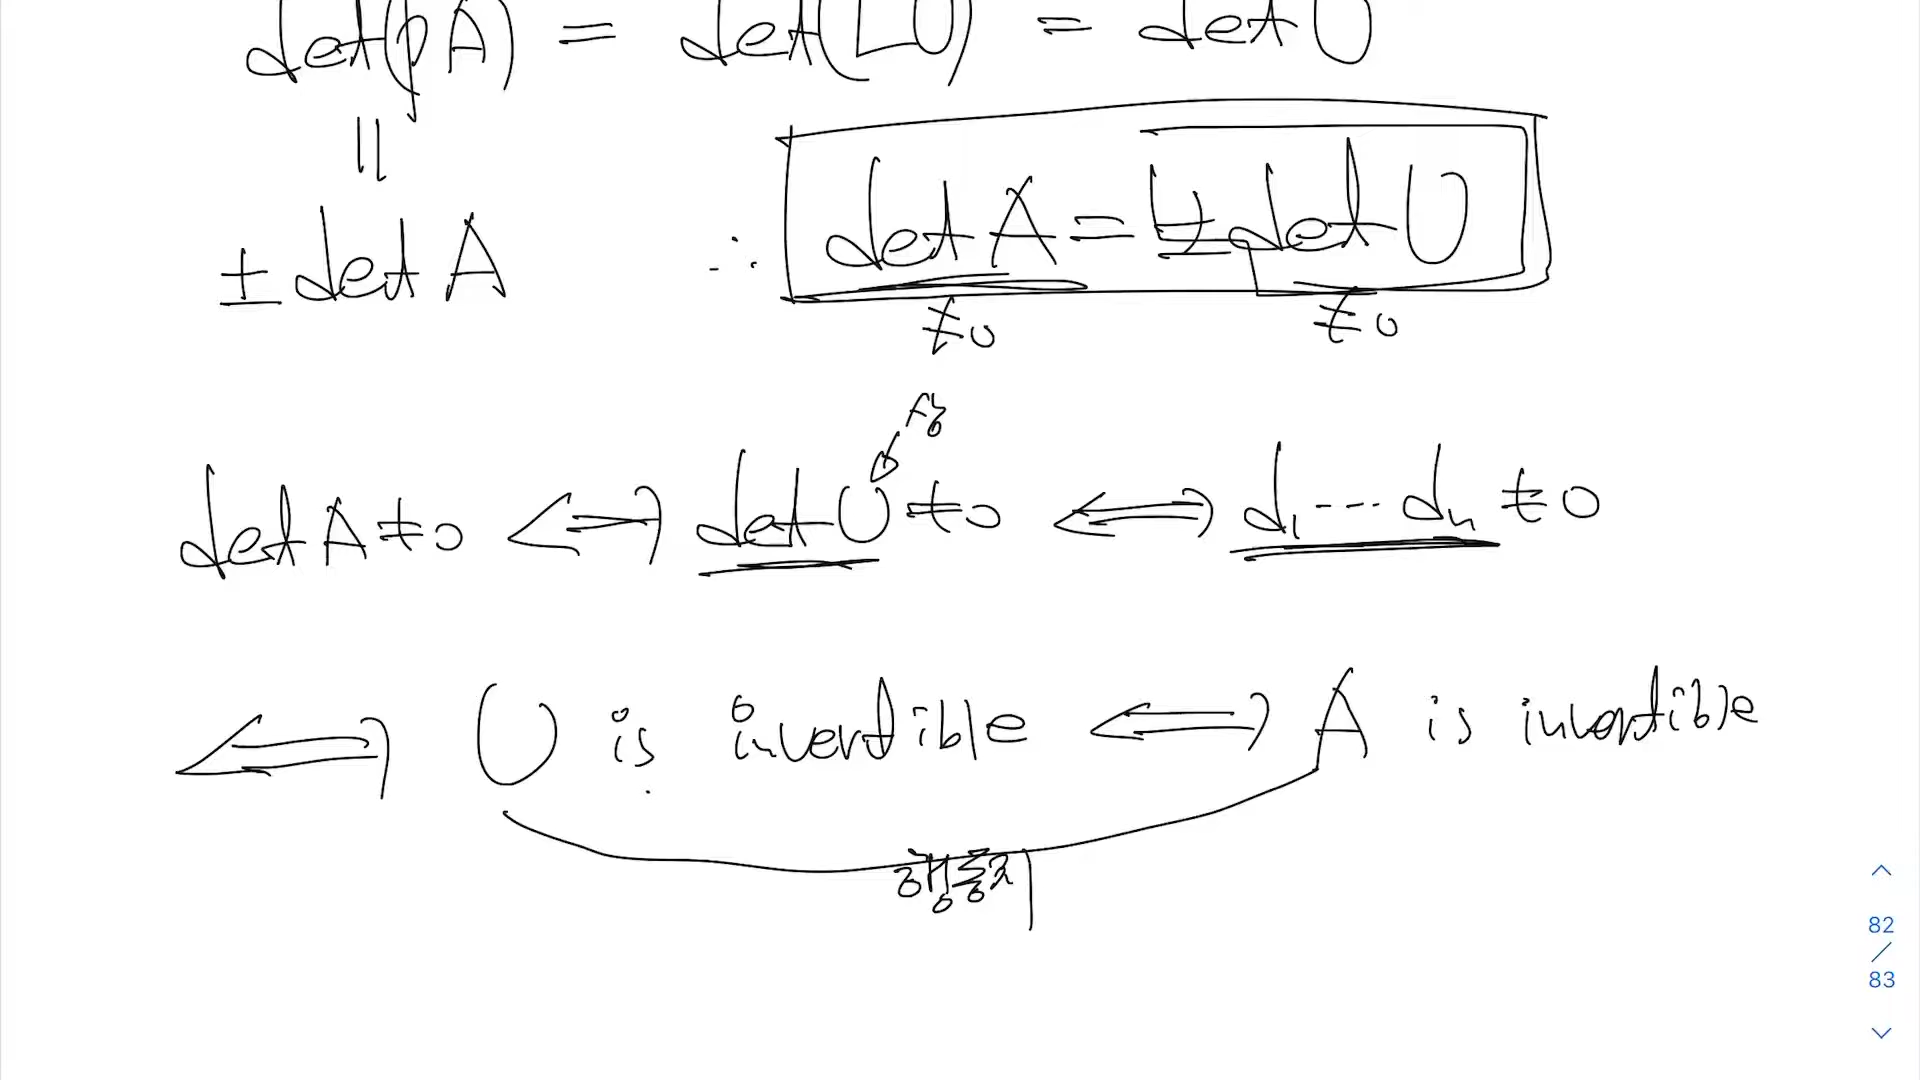 det(PA) = det(LU) = det U
||
± det A ∴ det A = ± det U
≠0 ≠0
det A ≠ 0 ⟺ det U ≠ 0 ⟺ d₁ ⋯ dₙ ≠ 0
⟺ U is invertible ⟺ A is invertible
행동치
82
/
83